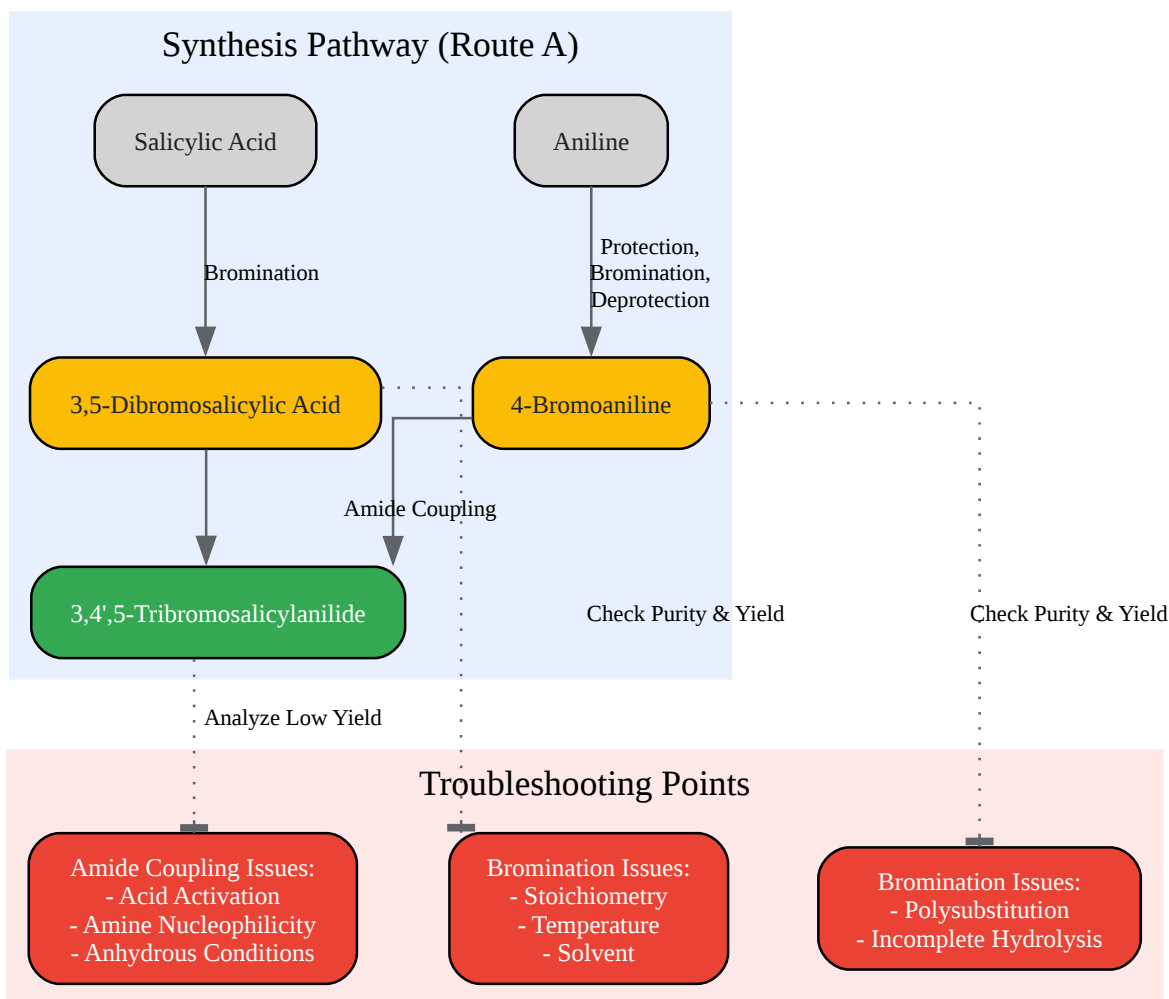 Synthesis Pathway (Route A)
Salicylic Acid
Aniline
Bromination
Protection,
Bromination,
Deprotection
3,5-Dibromosalicylic Acid
4-Bromoaniline
Amide Coupling
3,4',5-Tribromosalicylanilide
Check Purity & Yield
Check Purity & Yield
Analyze Low Yield
Troubleshooting Points
Amide Coupling Issues:
- Acid Activation
- Amine Nucleophilicity
- Anhydrous Conditions
Bromination Issues:
- Stoichiometry
- Temperature
- Solvent
Bromination Issues:
- Polysubstitution
- Incomplete Hydrolysis